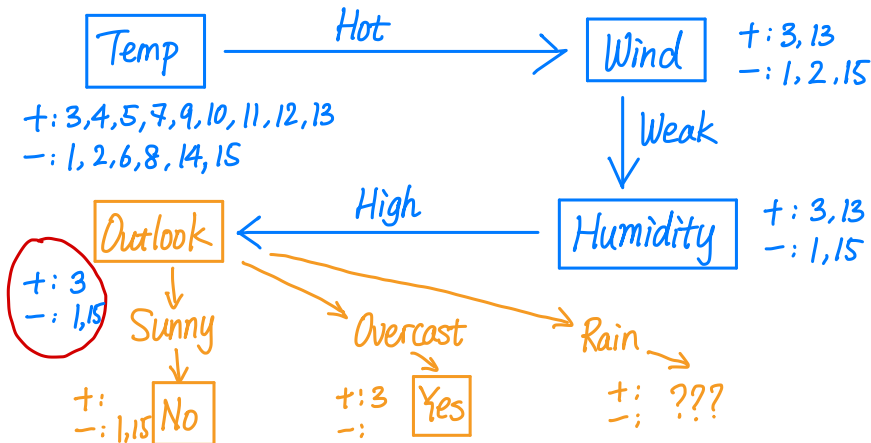 Temp
Hot
Wind
+: 3, 13
-: 1, 2, 15
+: 3,4,5,7,9,10,11,12,13
-: 1,2,6,8,14,15
Weak
Outlook
High
Humidity
+: 3,13
-: 1,15
+: 3
-: 1,15
Sunny
Overcast
Rain
+:
-: 1,15
No
+: 3
-:
Yes
+:
-:
???